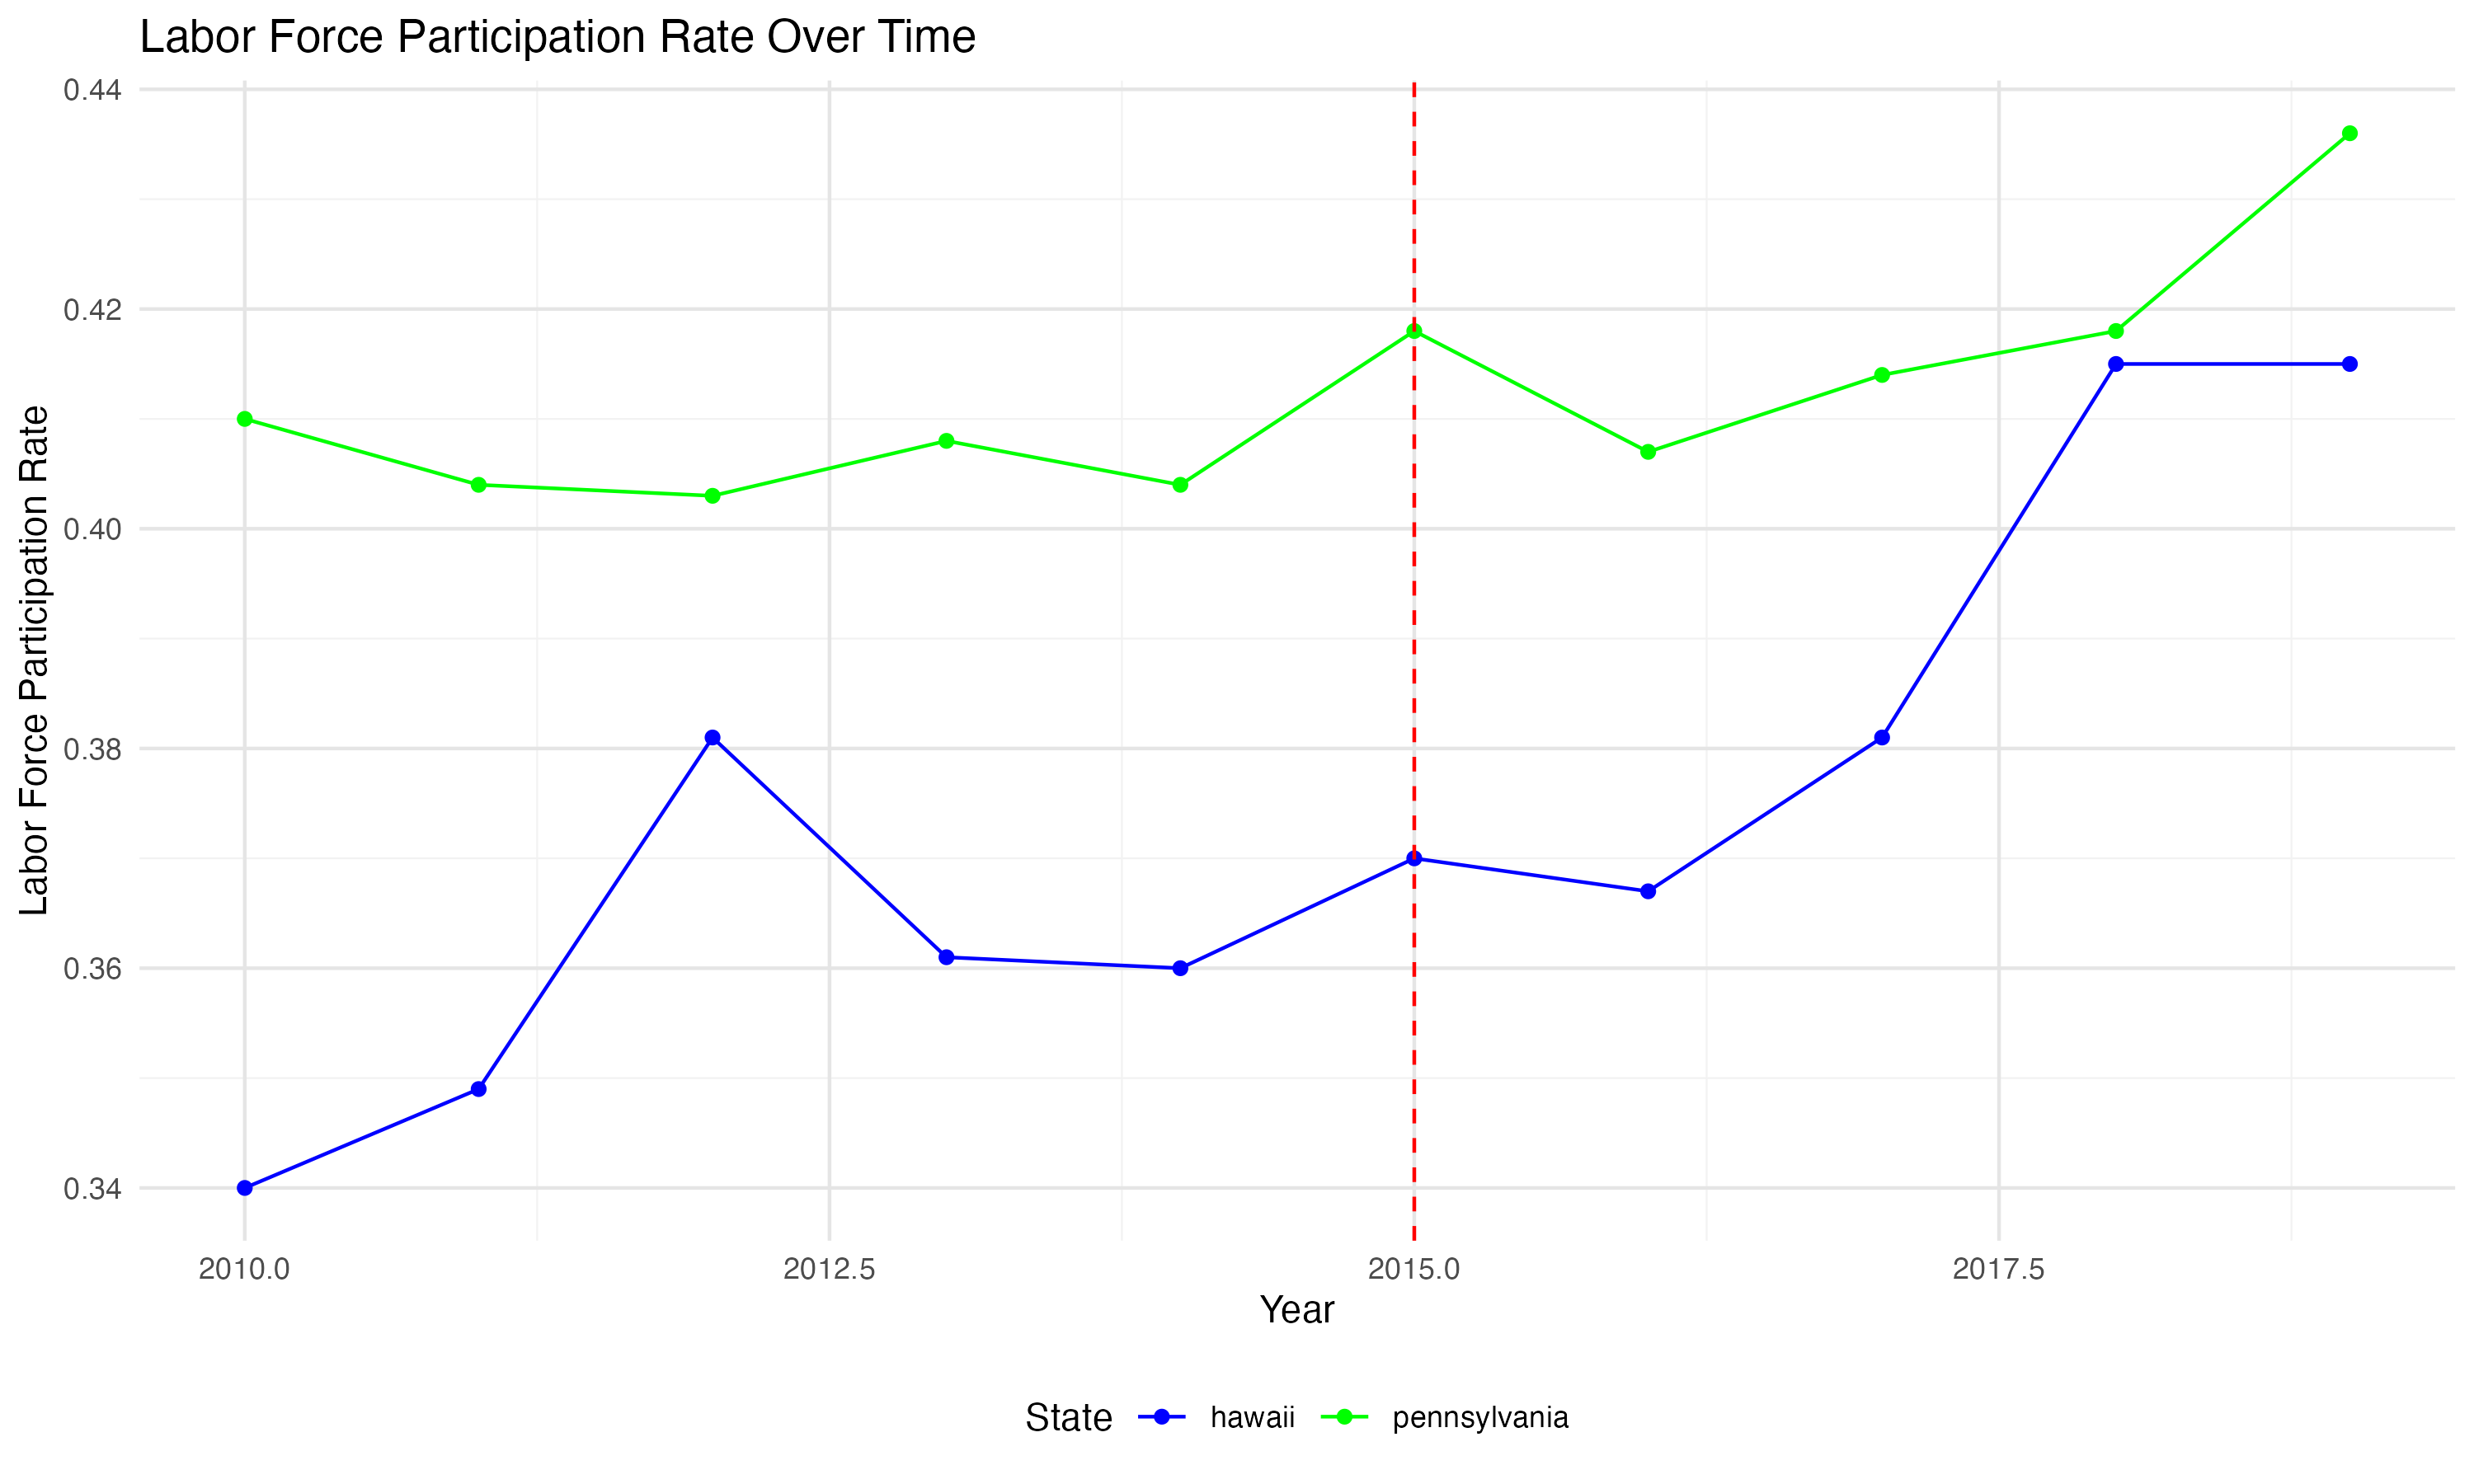 Labor Force Participation Rate Over Time
Labor Force Participation Rate
0.44
0.42
0.40
0.38
0.36
0.34
2010.0 2012.5 2015.0 2017.5
Year
State hawaii pennsylvania